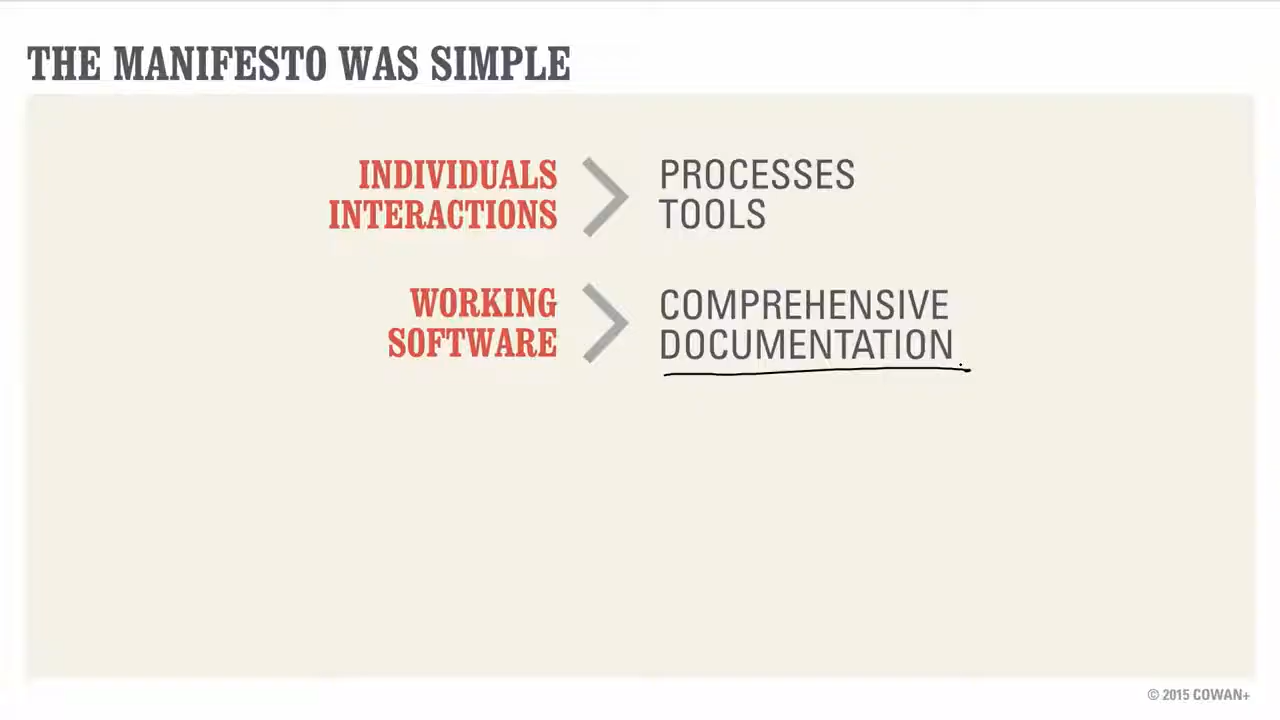 THE MANIFESTO WAS SIMPLE
INDIVIDUALS
INTERACTIONS
PROCESSES
TOOLS
WORKING
SOFTWARE
COMPREHENSIVE
DOCUMENTATION
© 2015 COWAN+